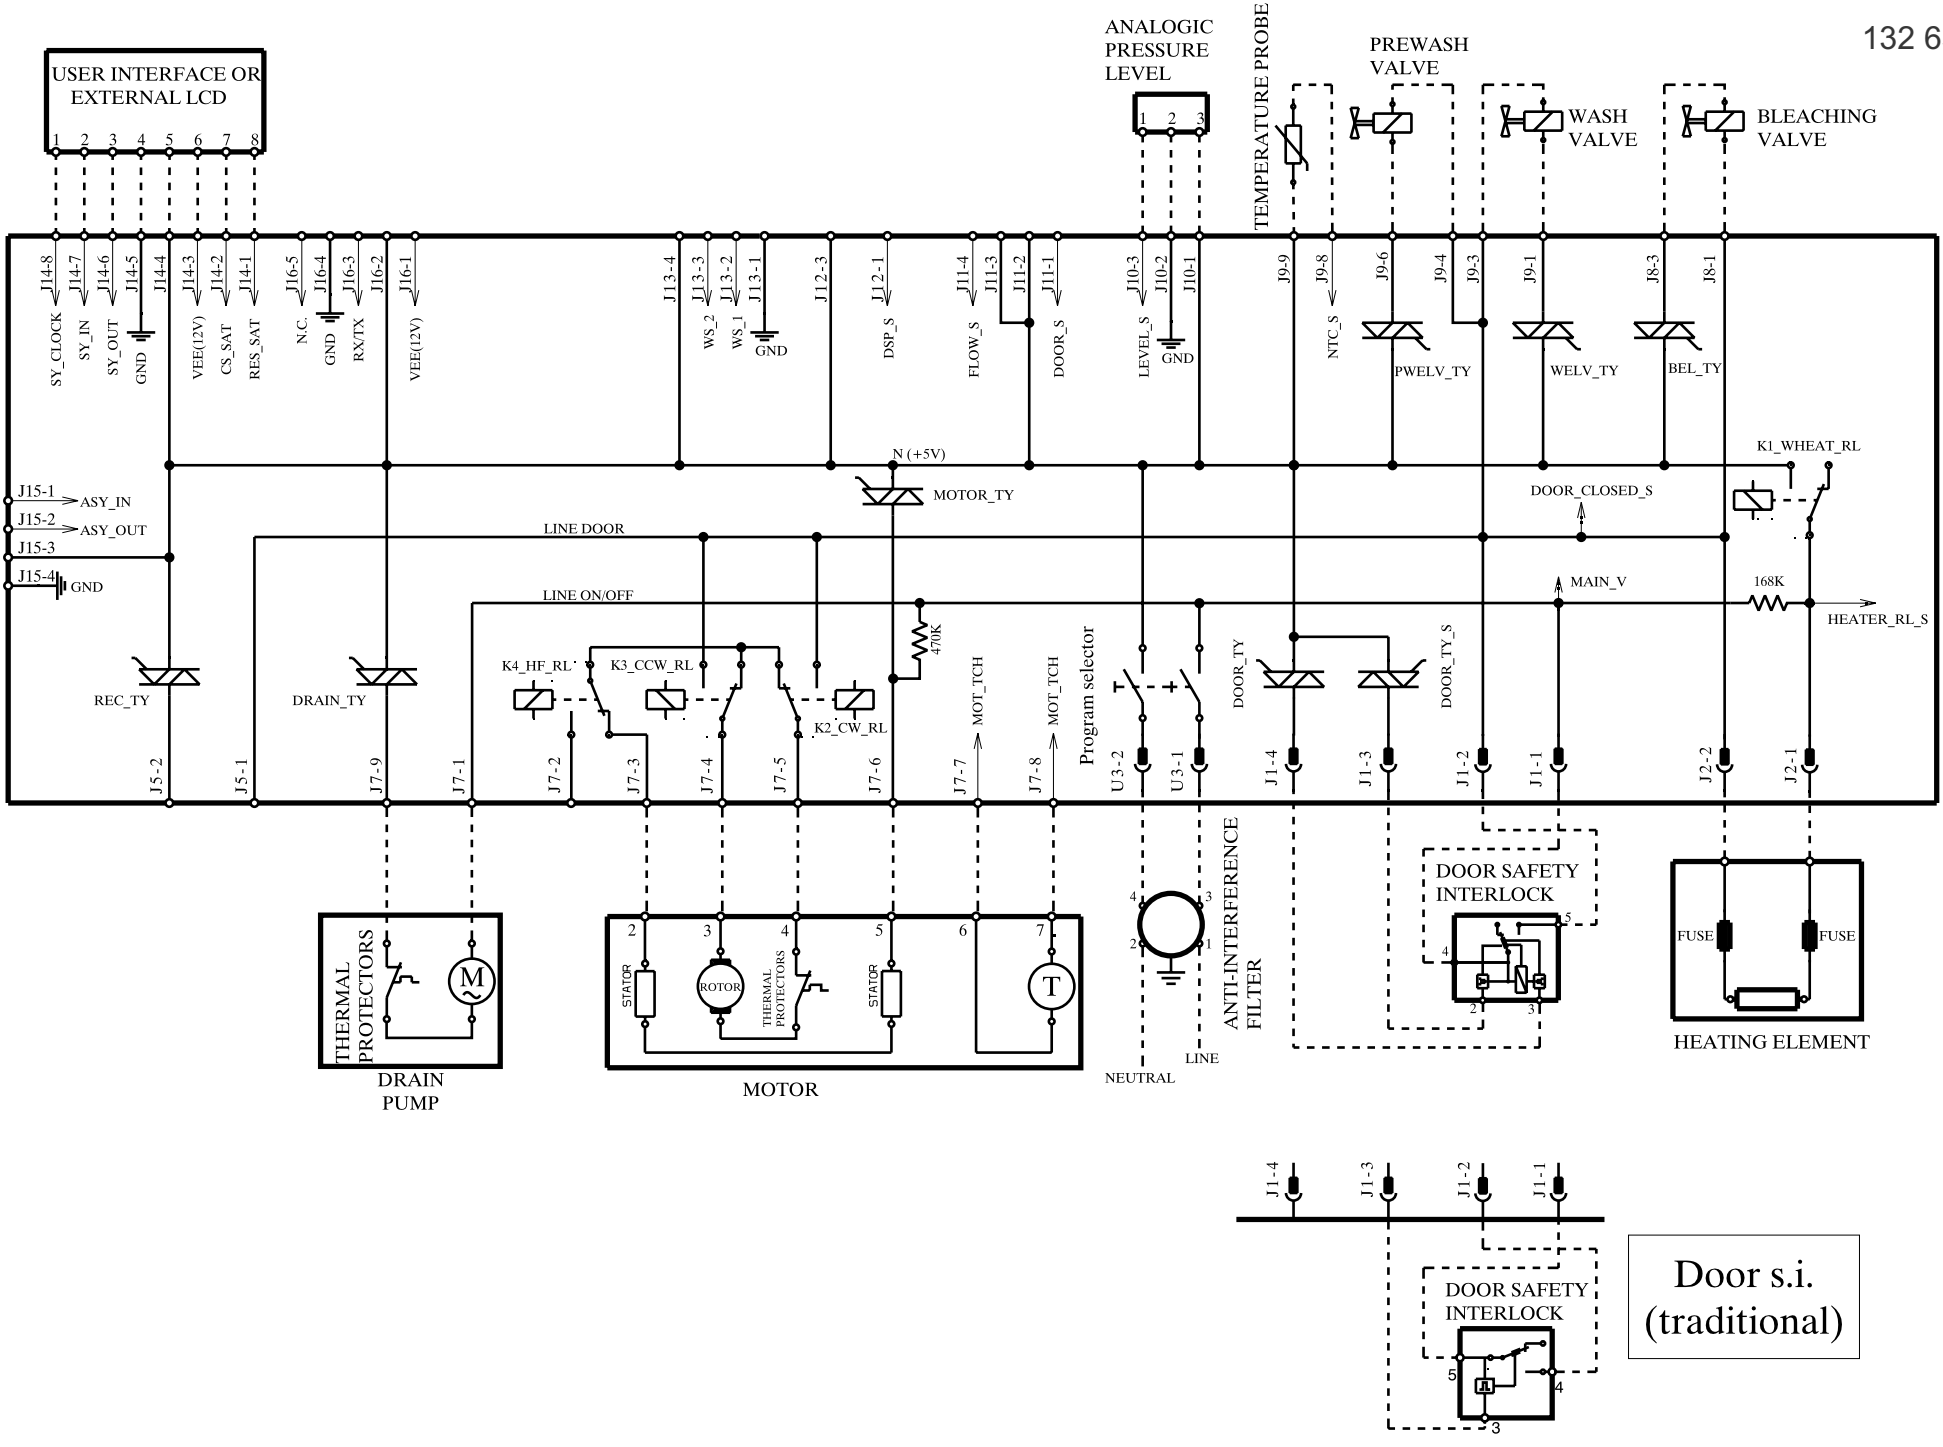 132 6
USER INTERFACE OR
EXTERNAL LCD
1 2 3 4 5 6 7 8
ANALOGIC
PRESSURE
LEVEL
1 2 3
TEMPERATURE PROBE
PREWASH
VALVE
WASH
VALVE
BLEACHING
VALVE
J14-8
J14-7
J14-6
J14-5
J14-4
J14-3
J14-2
J14-1
J16-5
J16-4
J16-3
J16-2
J16-1
J13-4
J13-3
J13-2
J13-1
J12-3
J12-1
J11-4
J11-3
J11-2
J11-1
J10-3
J10-2
J10-1
J9-9
J9-8
J9-6
J9-4
J9-3
J9-1
J8-3
J8-1
SY_CLOCK
SY_IN
SY_OUT
GND
VEE(12V)
CS_SAT
RES_SAT
N.C.
GND
RX/TX
VEE(12V)
WS_2
WS_1
GND
DSP_S
FLOW_S
DOOR_S
LEVEL_S
GND
NTC_S
PWELV_TY
WELV_TY
BEL_TY
N (+5V)
K1_WHEAT_RL
J15-1
ASY_IN
J15-2
ASY_OUT
J15-3
J15-4
GND
MOTOR_TY
DOOR_CLOSED_S
LINE DOOR
LINE ON/OFF
MAIN_V
168K
HEATER_RL_S
470K
REC_TY
DRAIN_TY
K4_HF_RL
K3_CCW_RL
K2_CW_RL
MOT_TCH
MOT_TCH
Program selector
DOOR_TY
DOOR_TY_S
J5-2
J5-1
J7-9
J7-1
J7-2
J7-3
J7-4
J7-5
J7-6
J7-7
J7-8
U3-2
U3-1
J1-4
J1-3
J1-2
J1-1
J2-2
J2-1
THERMAL
PROTECTORS
M
DRAIN
PUMP
2 3 4 5 6 7
STATOR
ROTOR
THERMAL
PROTECTORS
STATOR
T
MOTOR
4 3
2 1
ANTI-INTERFERENCE
FILTER
NEUTRAL
LINE
DOOR SAFETY
INTERLOCK
5
4
2 3
FUSE
FUSE
HEATING ELEMENT
J1-4
J1-3
J1-2
J1-1
DOOR SAFETY
INTERLOCK
5
4
3
Door s.i.
(traditional)